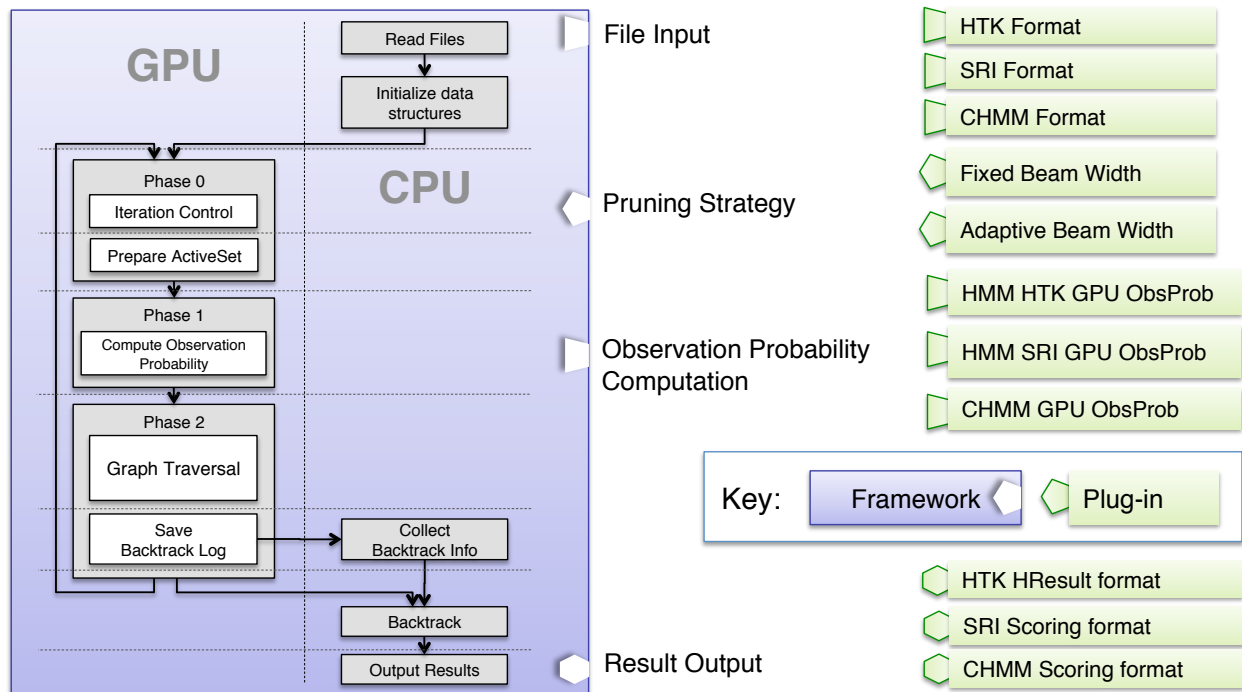 GPU
CPU
Read Files
Initialize data
structures
Phase 0
Iteration Control
Prepare ActiveSet
Phase 1
Compute Observation
Probability
Phase 2
Graph Traversal
Save
Backtrack Log
Collect
Backtrack Info
Backtrack
Output Results
File Input
Pruning Strategy
Observation Probability
Computation
Result Output
HTK Format
SRI Format
CHMM Format
Fixed Beam Width
Adaptive Beam Width
HMM HTK GPU ObsProb
HMM SRI GPU ObsProb
CHMM GPU ObsProb
Key:
Framework
Plug-in
HTK HResult format
SRI Scoring format
CHMM Scoring format